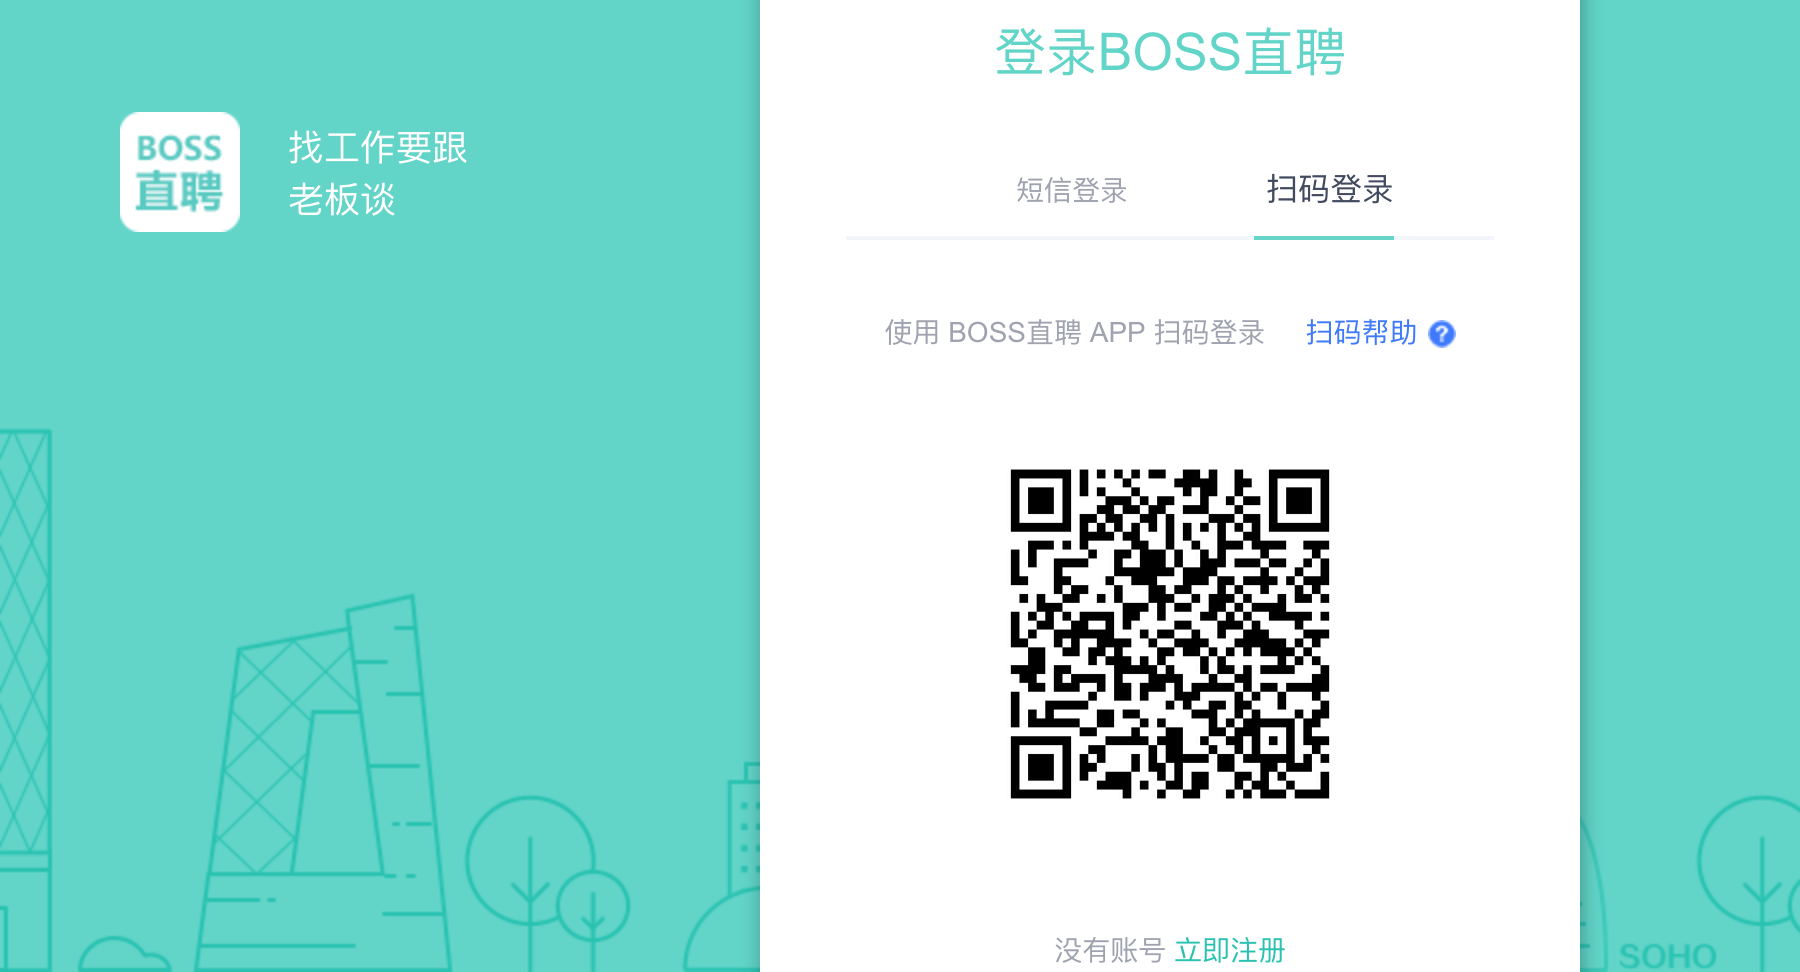 登录BOSS直聘
BOSS
直聘
找工作要跟
老板谈
短信登录
扫码登录
使用 BOSS直聘 APP 扫码登录
扫码帮助 ?
没有账号 立即注册
SOHO